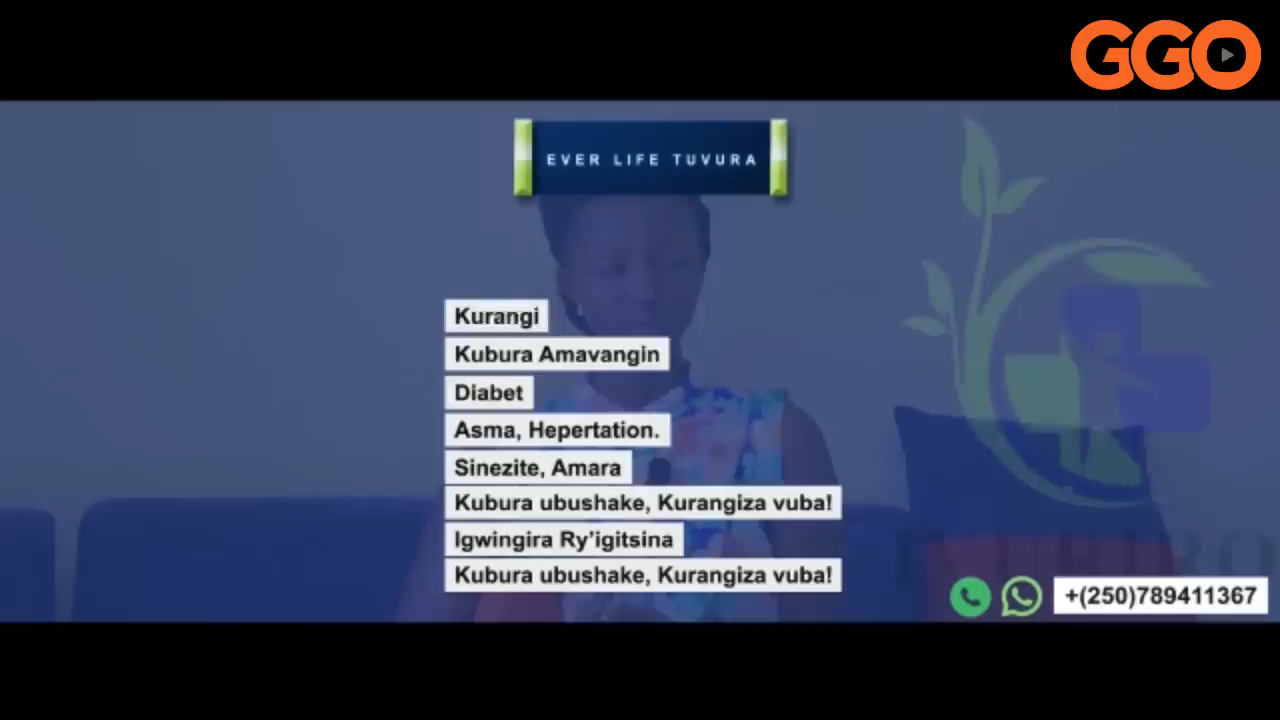 GGO
EVER LIFE TUVURA
Kurangi
Kubura Amavangin
Diabet
Asma, Hepertation.
Sinezite, Amara
Kubura ubushake, Kurangiza vuba!
Igwingira Ry'igitsina
Kubura ubushake, Kurangiza vuba!
+(250)789411367